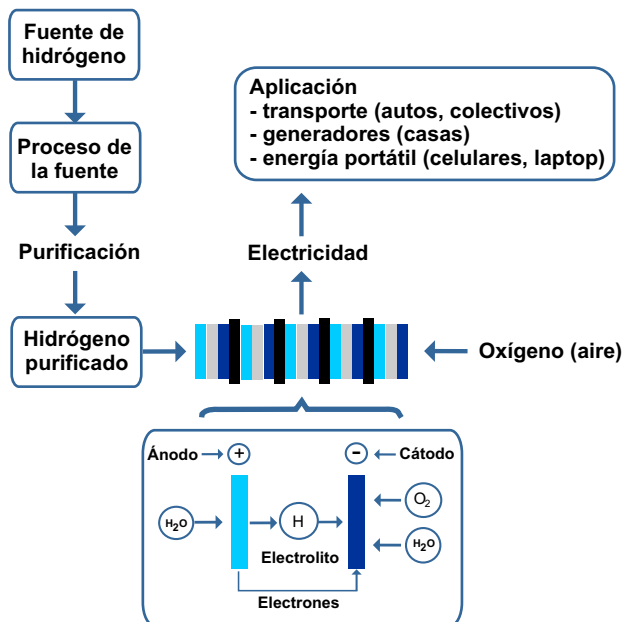 Fuente de
hidrógeno
Proceso de
la fuente
Purificación
Hidrógeno
purificado
Aplicación
- transporte (autos, colectivos)
- generadores (casas)
- energía portátil (celulares, laptop)
Electricidad
Oxígeno (aire)
Ánodo
+
-
Cátodo
H2O
H
O2
H2O
Electrolito
Electrones